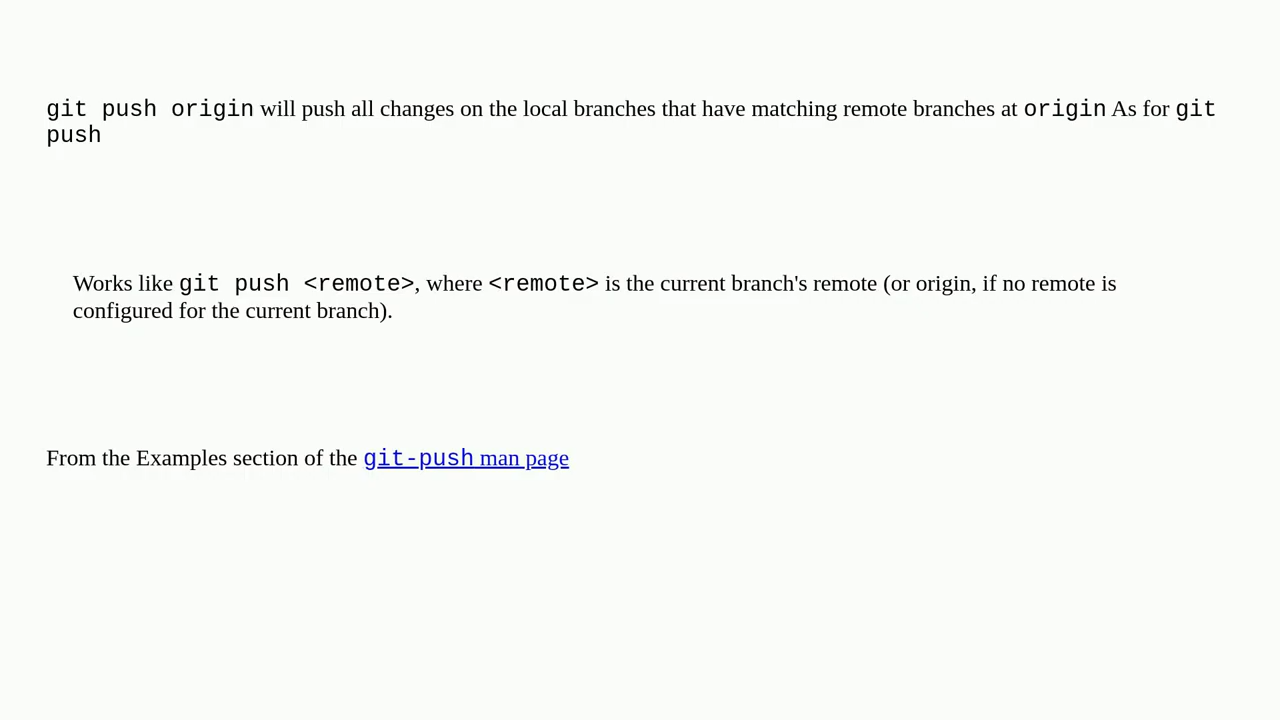 git push origin will push all changes on the local branches that have matching remote branches at origin As for git
push
Works like git push <remote>, where <remote> is the current branch's remote (or origin, if no remote is
configured for the current branch).
From the Examples section of the git-push man page